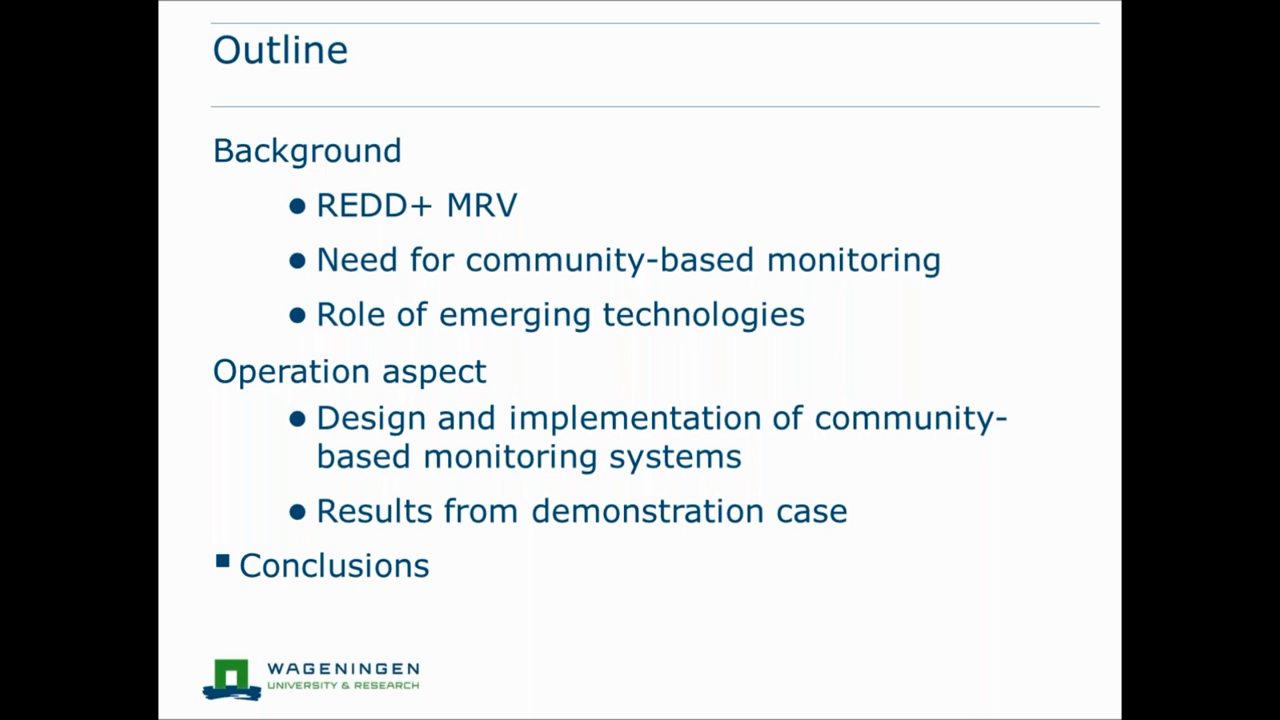 Outline
Background
● REDD+ MRV
● Need for community-based monitoring
● Role of emerging technologies
Operation aspect
● Design and implementation of community-
based monitoring systems
● Results from demonstration case
■ Conclusions
WAGENINGEN
UNIVERSITY & RESEARCH